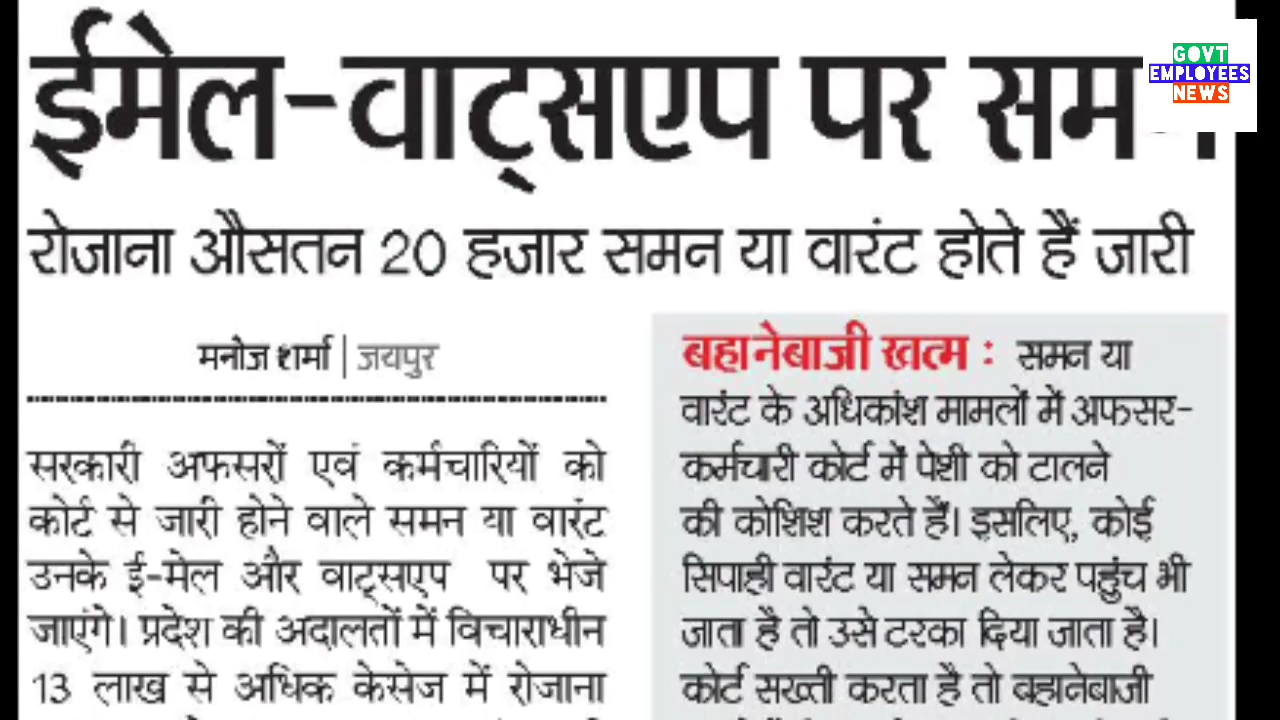 ईमेल-वाट्सएप पर
GOVT
EMPLOYEES
NEWS
रोजाना औसतन 20 हजार समन या वारंट होते हैं जारी
मनोज शर्मा | जयपुर
सरकारी अफसरों एवं कर्मचारियों को
कोर्ट से जारी होने वाले समन या वारंट
उनके ई-मेल और वाट्सएप पर भेजे
जाएंगे। प्रदेश की अदालतों में विचाराधीन
13 लाख से अधिक केसेज में रोजाना
बहानेबाजी खत्म : समन या
वारंट के अधिकांश मामलों में अफसर-
कर्मचारी कोर्ट में पेशी को टालने
की कोशिश करते हैं। इसलिए, कोई
सिपाही वारंट या समन लेकर पहुंच भी
जाता है तो उसे टरका दिया जाता है।
कोर्ट सख्ती करता है तो बहानेबाजी